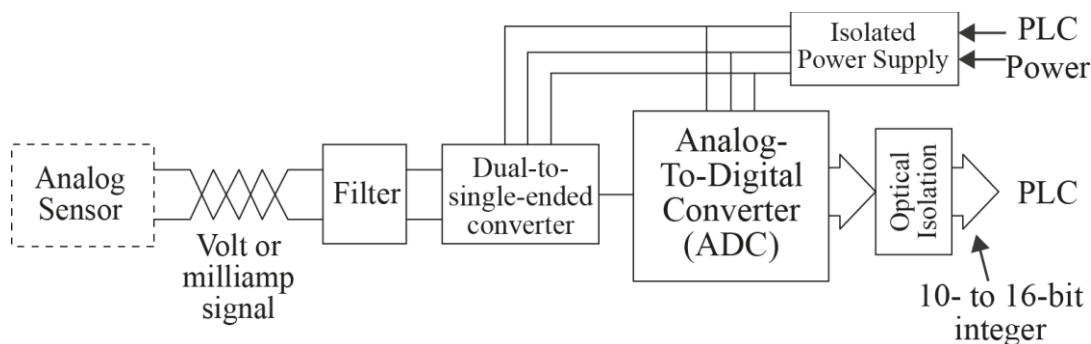 Isolated
Power Supply
PLC
Power
Analog
Sensor
Volt or
milliamp
signal
Filter
Dual-to-
single-ended
converter
Analog-
To-Digital
Converter
(ADC)
Optical
Isolation
PLC
10- to 16-bit
integer